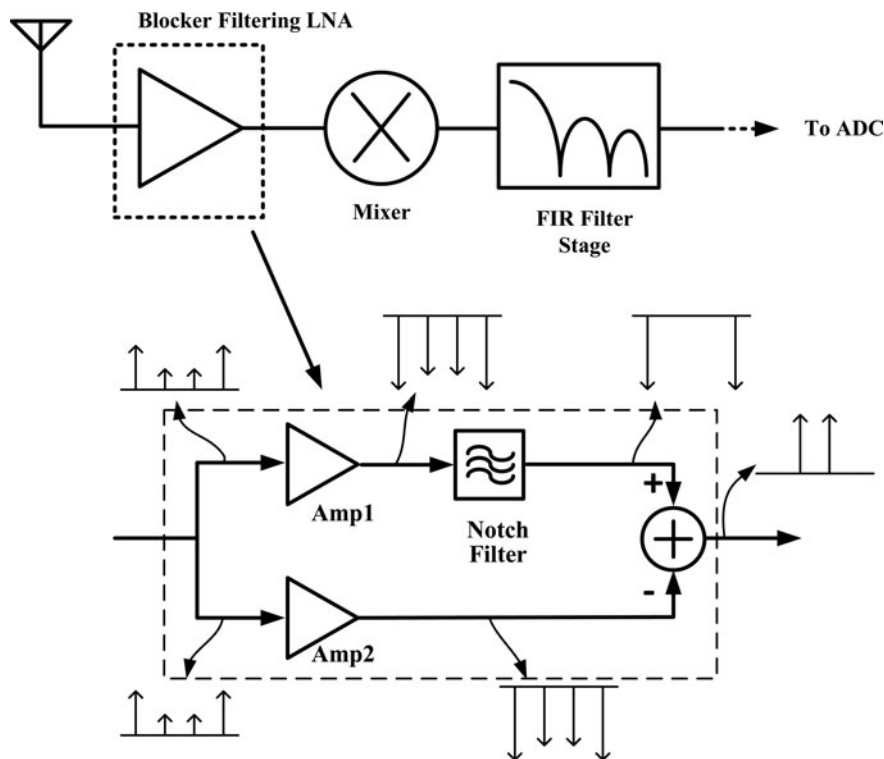 Blocker Filtering LNA
To ADC
Mixer
FIR Filter
Stage
Amp1
Notch
Filter
+
-
Amp2